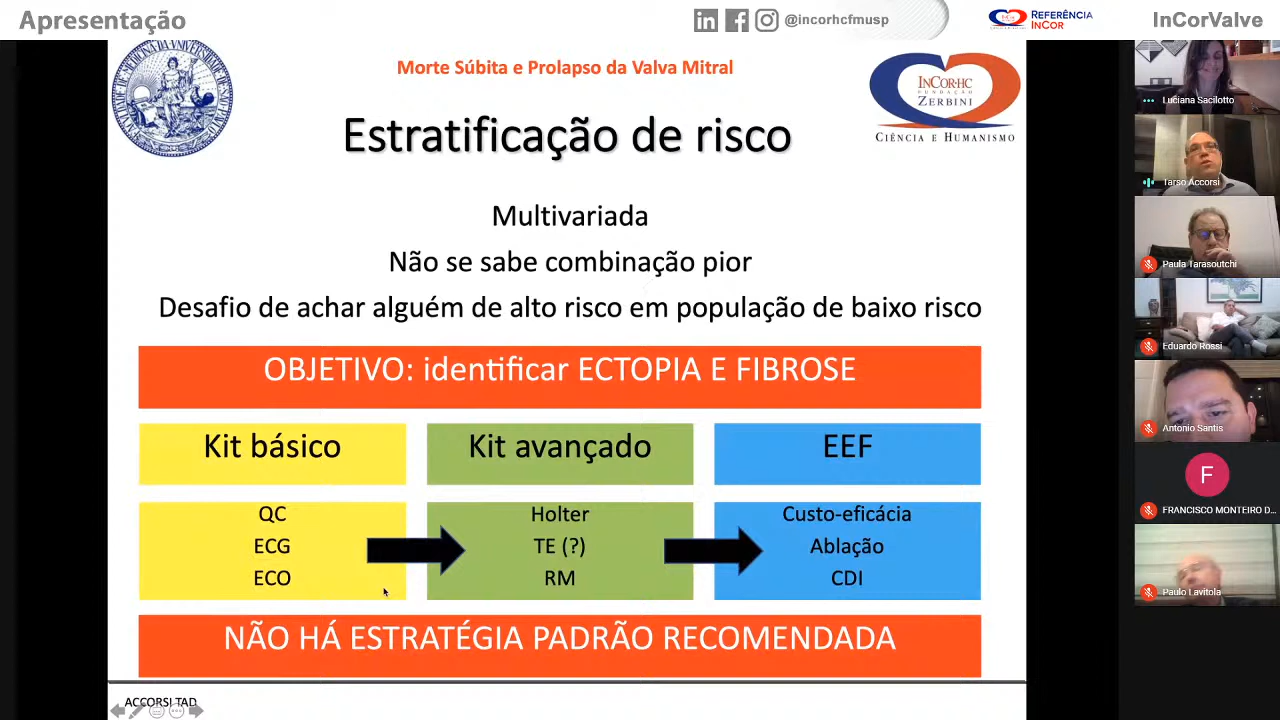 Apresentação
@incorhcfmusp
REFERÊNCIA
INCOR
InCorValve
Morte Súbita e Prolapso da Valva Mitral
INCOR·HC
FUNDAÇÃO
ZERBINI
CIÊNCIA E HUMANISMO
Estratificação de risco
Multivariada
Não se sabe combinação pior
Desafio de achar alguém de alto risco em população de baixo risco
OBJETIVO: identificar ECTOPIA E FIBROSE
Kit básico
Kit avançado
EEF
QC
ECG
ECO
Holter
TE (?)
RM
Custo-eficácia
Ablação
CDI
NÃO HÁ ESTRATÉGIA PADRÃO RECOMENDADA
ACCORSI TAD
Luciana Sacilotto
Tarso Accorsi
Paula Tarasoutchi
Eduardo Rossi
Antonio Santis
F
FRANCISCO MONTEIRO D...
Paulo Lavitola